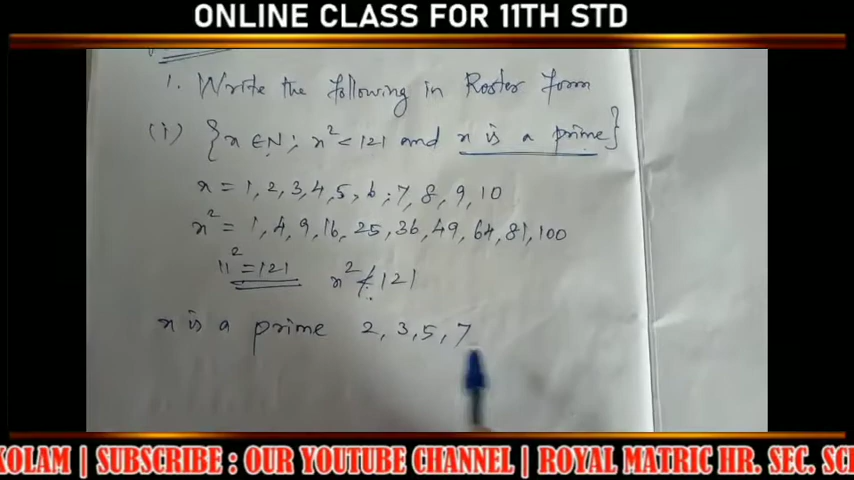 ONLINE CLASS FOR 11TH STD
1. Write the following in Roster form
(i) {x ∈ N; x² < 121 and x is a prime}
x = 1, 2, 3, 4, 5, 6, 7, 8, 9, 10
x² = 1, 4, 9, 16, 25, 36, 49, 64, 81, 100
11² = 121 x² ≮ 121
x is a prime 2, 3, 5, 7
KOLAM | SUBSCRIBE : OUR YOUTUBE CHANNEL | ROYAL MATRIC HR. SEC. SC